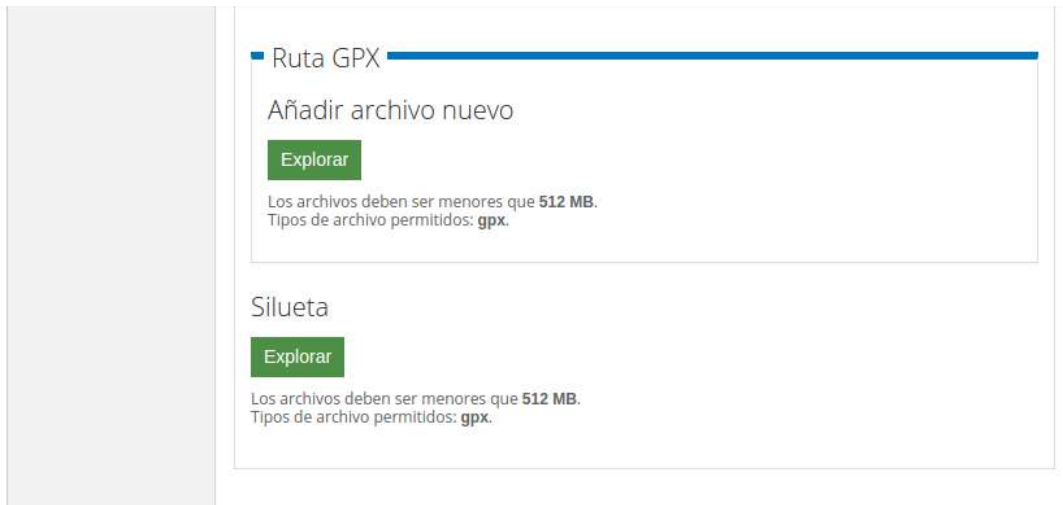 Ruta GPX
Añadir archivo nuevo
Explorar
Los archivos deben ser menores que 512 MB.
Tipos de archivo permitidos: gpx.
Silueta
Explorar
Los archivos deben ser menores que 512 MB.
Tipos de archivo permitidos: gpx.